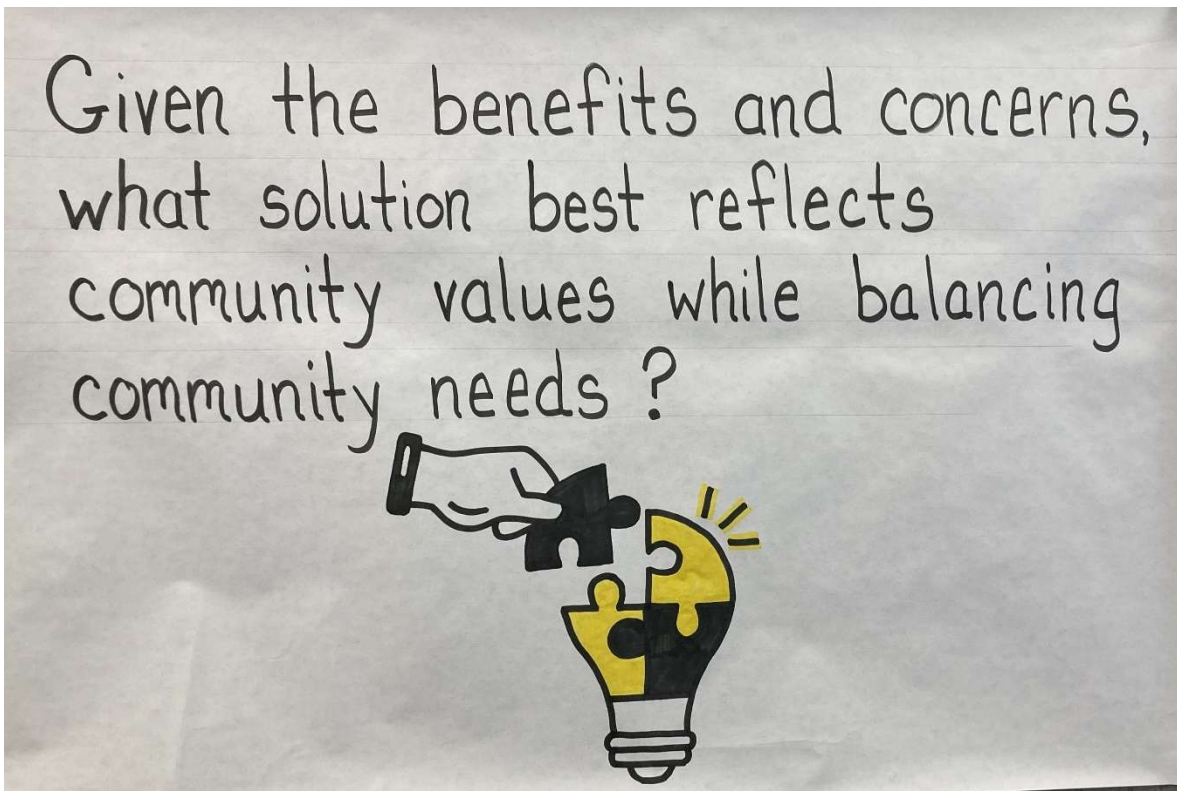 Given the benefits and concerns,
what solution best reflects
community values while balancing
community needs?